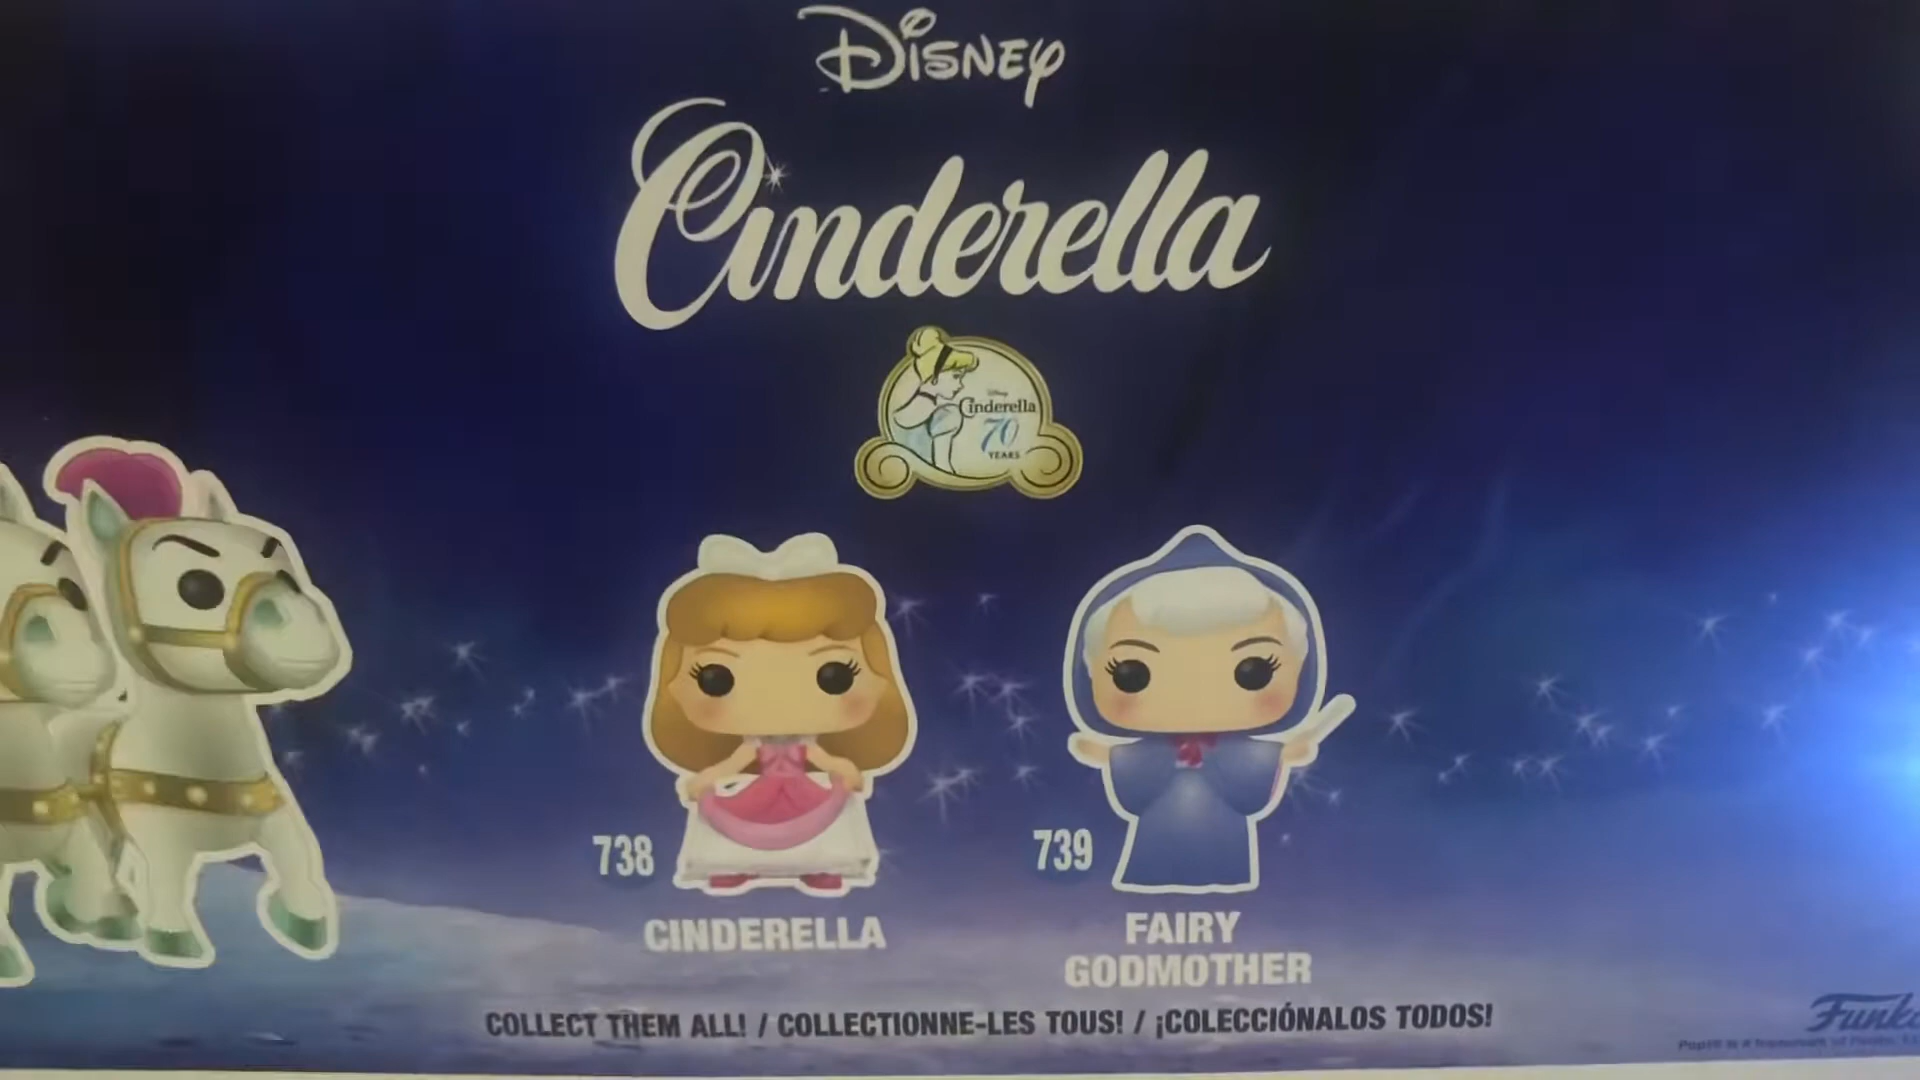 Disney
Cinderella
Disney
Cinderella
70
YEARS
738
739
CINDERELLA
FAIRY
GODMOTHER
COLLECT THEM ALL! / COLLECTIONNE-LES TOUS! / ¡COLECCIÓNALOS TODOS!
Funko